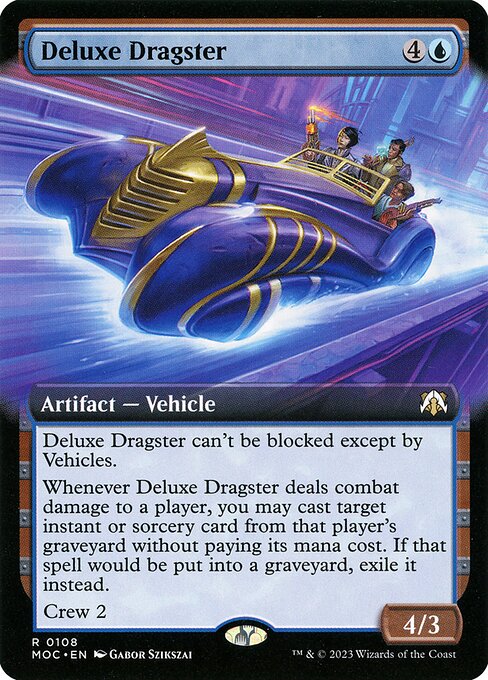 Deluxe Dragster 4
Artifact — Vehicle
Deluxe Dragster can't be blocked except by
Vehicles.
Whenever Deluxe Dragster deals combat
damage to a player, you may cast target
instant or sorcery card from that player's
graveyard without paying its mana cost. If that
spell would be put into a graveyard, exile it
instead.
Crew 2
4/3
R 0108
MOC • EN Gabor Szikszai
™ & © 2023 Wizards of the Coast